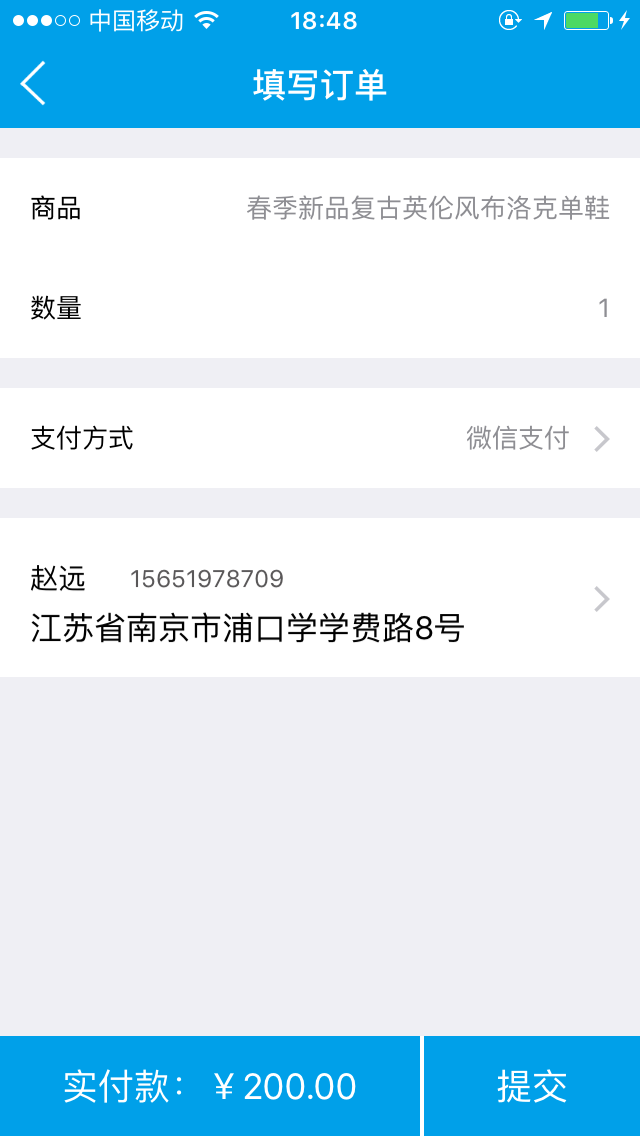 中国移动 18:48
填写订单
商品 春季新品复古英伦风布洛克单鞋
数量 1
支付方式 微信支付
赵远 15651978709
江苏省南京市浦口学学费路8号
实付款：￥200.00 提交